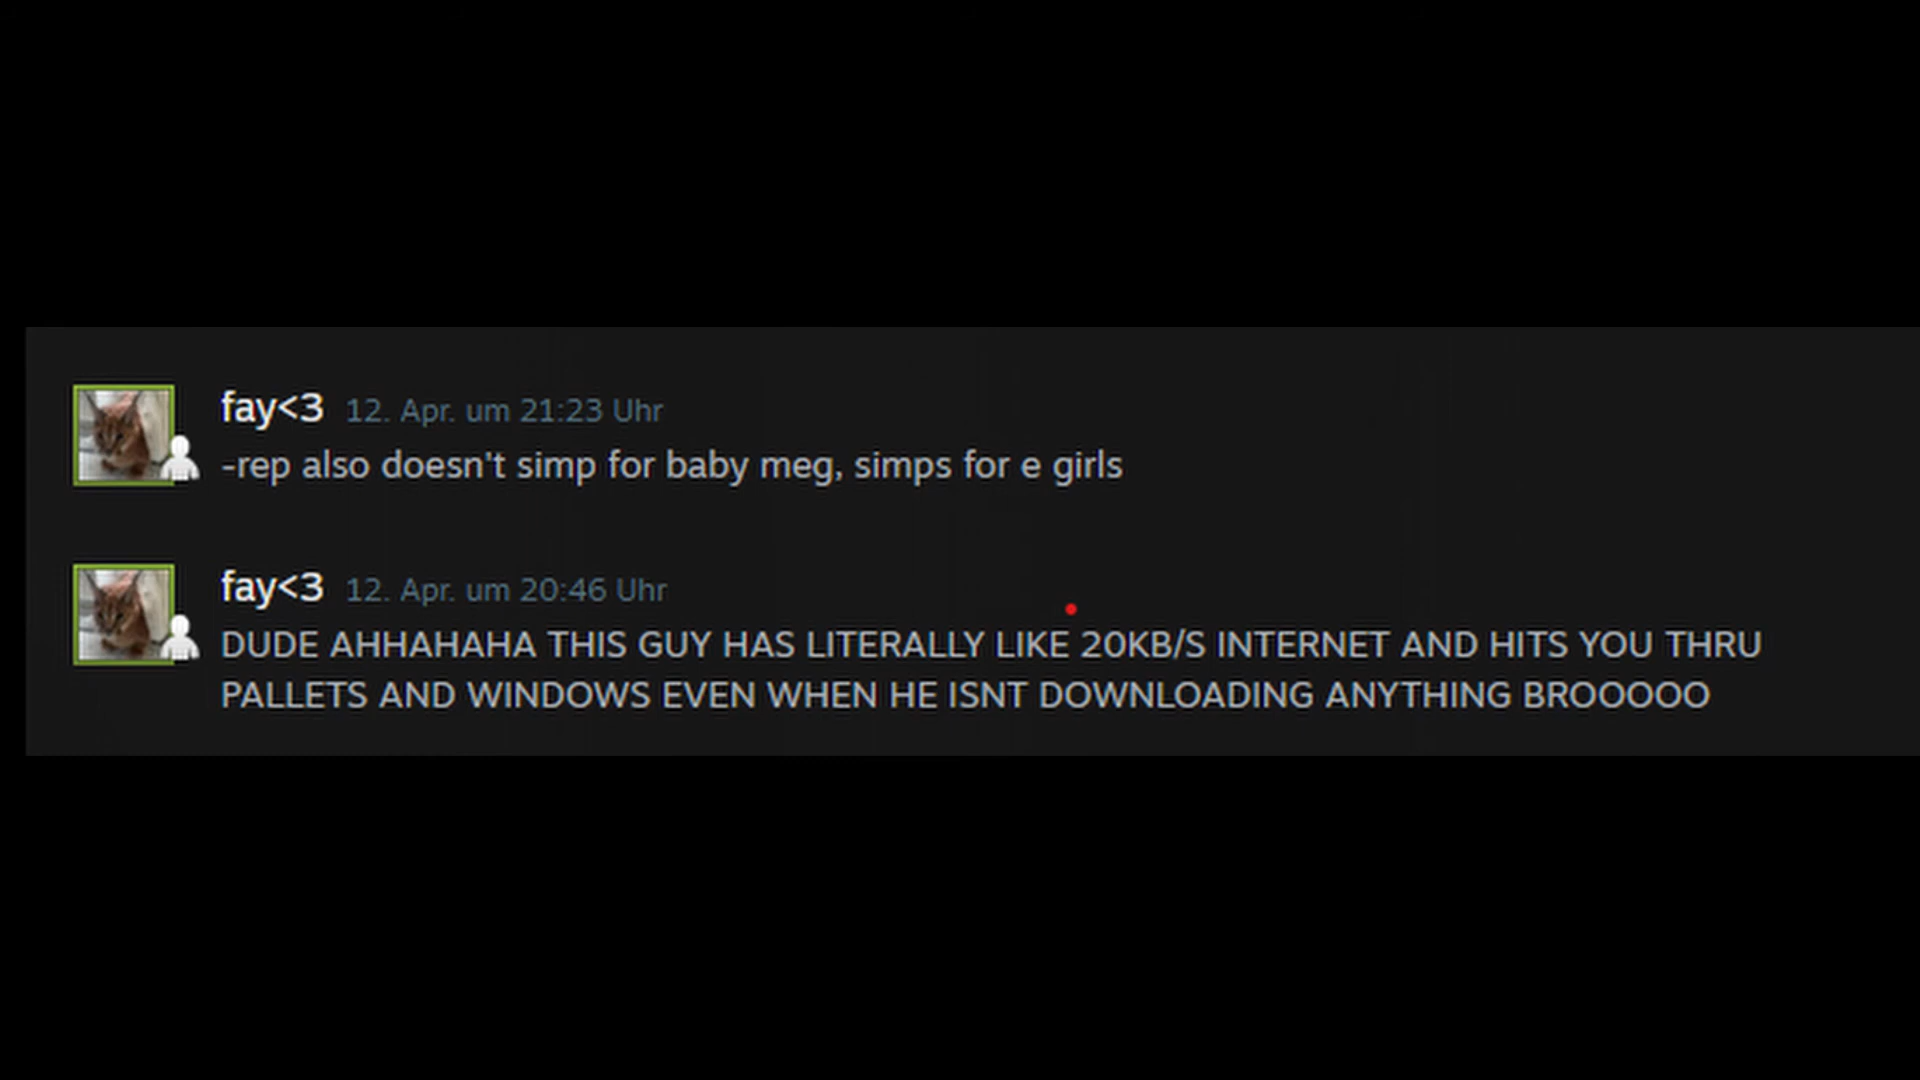 fay<3 12. Apr. um 21:23 Uhr
-rep also doesn't simp for baby meg, simps for e girls
fay<3 12. Apr. um 20:46 Uhr
DUDE AHHAHAHA THIS GUY HAS LITERALLY LIKE 20KB/S INTERNET AND HITS YOU THRU
PALLETS AND WINDOWS EVEN WHEN HE ISNT DOWNLOADING ANYTHING BROOOOO